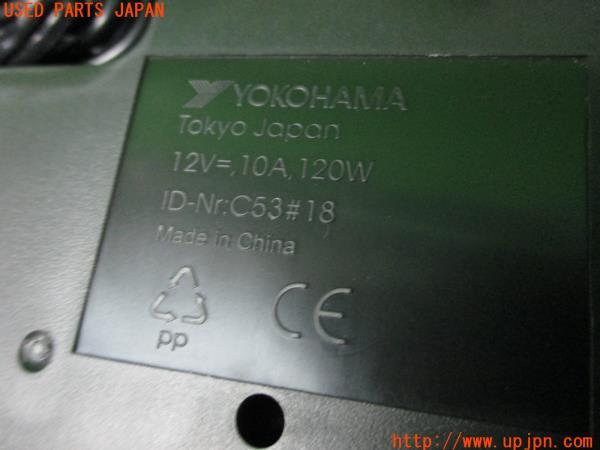 USED PARTS JAPAN
YOKOHAMA
Tokyo Japan
12V=,10A,120W
ID-Nr:C53#18
Made in China
PP
CE
http://www.upjpn.com/